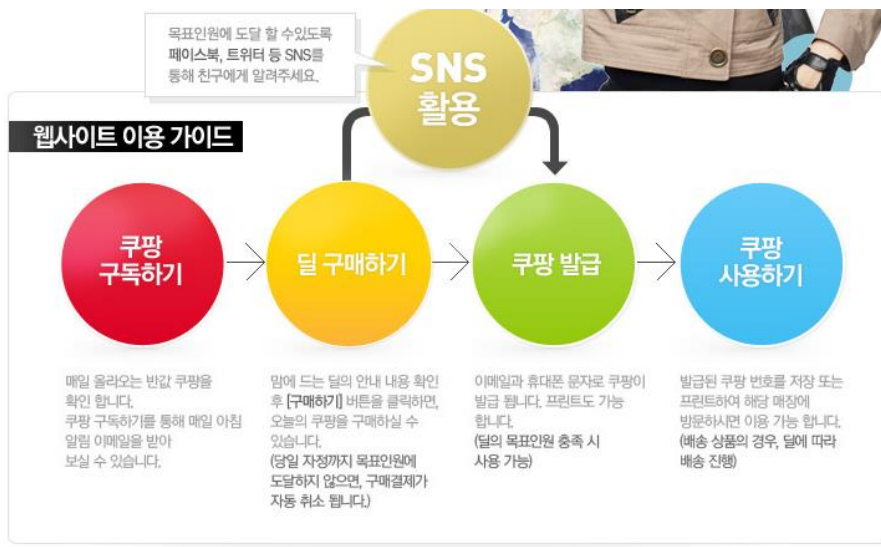 목표인원에 도달 할 수있도록
페이스북, 트위터 등 SNS를
통해 친구에게 알려주세요.
SNS
활용
웹사이트 이용 가이드
쿠팡
구독하기
딜 구매하기
쿠팡 발급
쿠팡
사용하기
매일 올라오는 반값 쿠팡을
확인 합니다.
쿠팡 구독하기를 통해 매일 아침
알림 이메일을 받아
보실 수 있습니다.
맘에 드는 딜의 안내 내용 확인
후 [구매하기] 버튼을 클릭하면,
오늘의 쿠팡을 구매하실 수
있습니다.
(당일 자정까지 목표인원에
도달하지 않으면, 구매결제가
자동 취소 됩니다.)
이메일과 휴대폰 문자로 쿠팡이
발급 됩니다. 프린트도 가능
합니다.
(딜의 목표인원 충족 시
사용 가능)
발급된 쿠팡 번호를 저장 또는
프린트하여 해당 매장에
방문하시면 이용 가능 합니다.
(배송 상품의 경우, 딜에 따라
배송 진행)